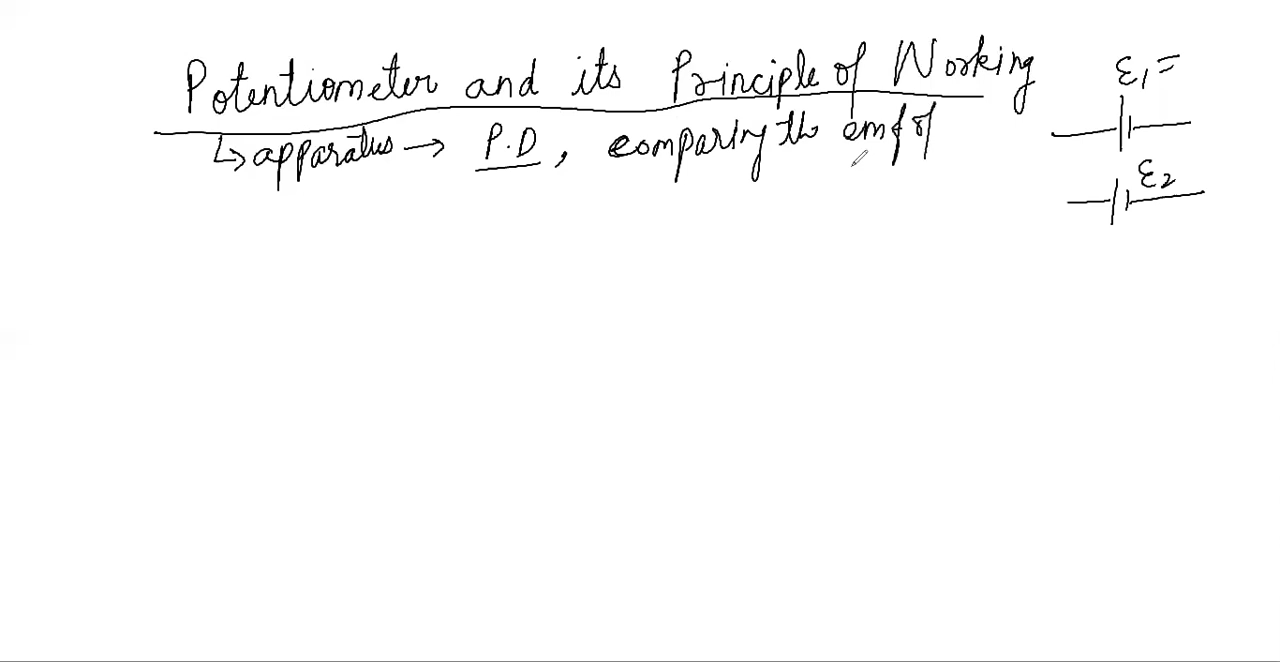 Potentiometer and its Principle of Working
↳ apparatus → P.D, comparing the emf of
ε₁ =
ε₂